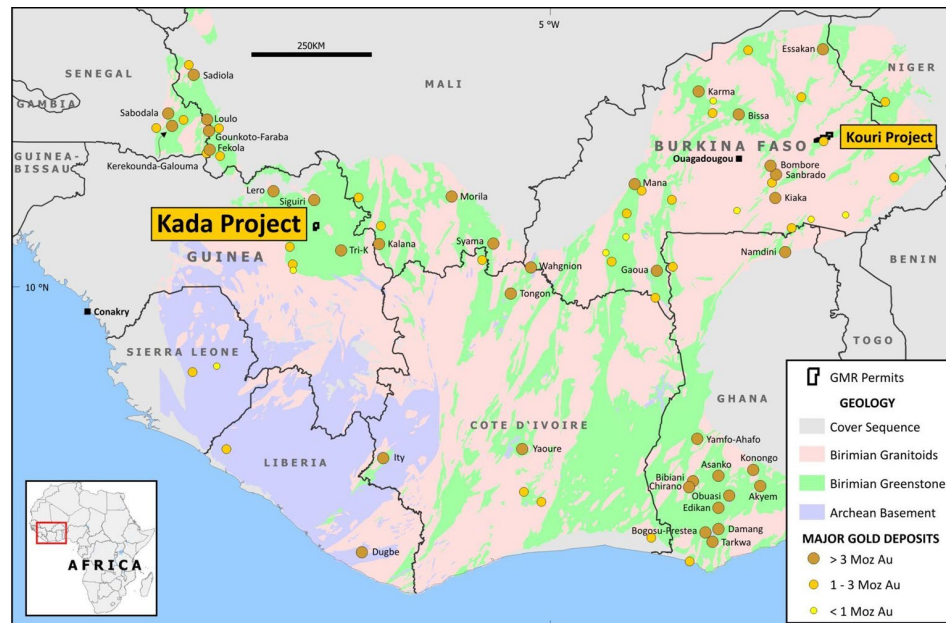 250KM
5 °W
SENEGAL
MALI
NIGER
GAMBIA
GUINEA-
BISSAU
Sadiola
Sabodala
Loulo
Gounkoto-Faraba
Fekola
Kerekounda-Galouma
Essakan
Karma
Bissa
Kouri Project
BURKINA FASO
Ouagadougou
Bombore
Sanbrado
Kiaka
Mana
Lero
Siguiri
Morila
Kada Project
GUINEA
Tri-K
Kalana
Syama
Wahgnion
Gaoua
Namdini
BENIN
10 °N
Tongon
Conakry
SIERRA LEONE
TOGO
GHANA
COTE D'IVOIRE
LIBERIA
Ity
Yaoure
Yamfo-Ahafo
Konongo
Asanko
Bibiani
Chirano
Obuasi
Akyem
Edikan
Bogosu-Prestea
Damang
Tarkwa
Dugbe
AFRICA
GMR Permits
GEOLOGY
Cover Sequence
Birimian Granitoids
Birimian Greenstone
Archean Basement
MAJOR GOLD DEPOSITS
> 3 Moz Au
1 - 3 Moz Au
< 1 Moz Au